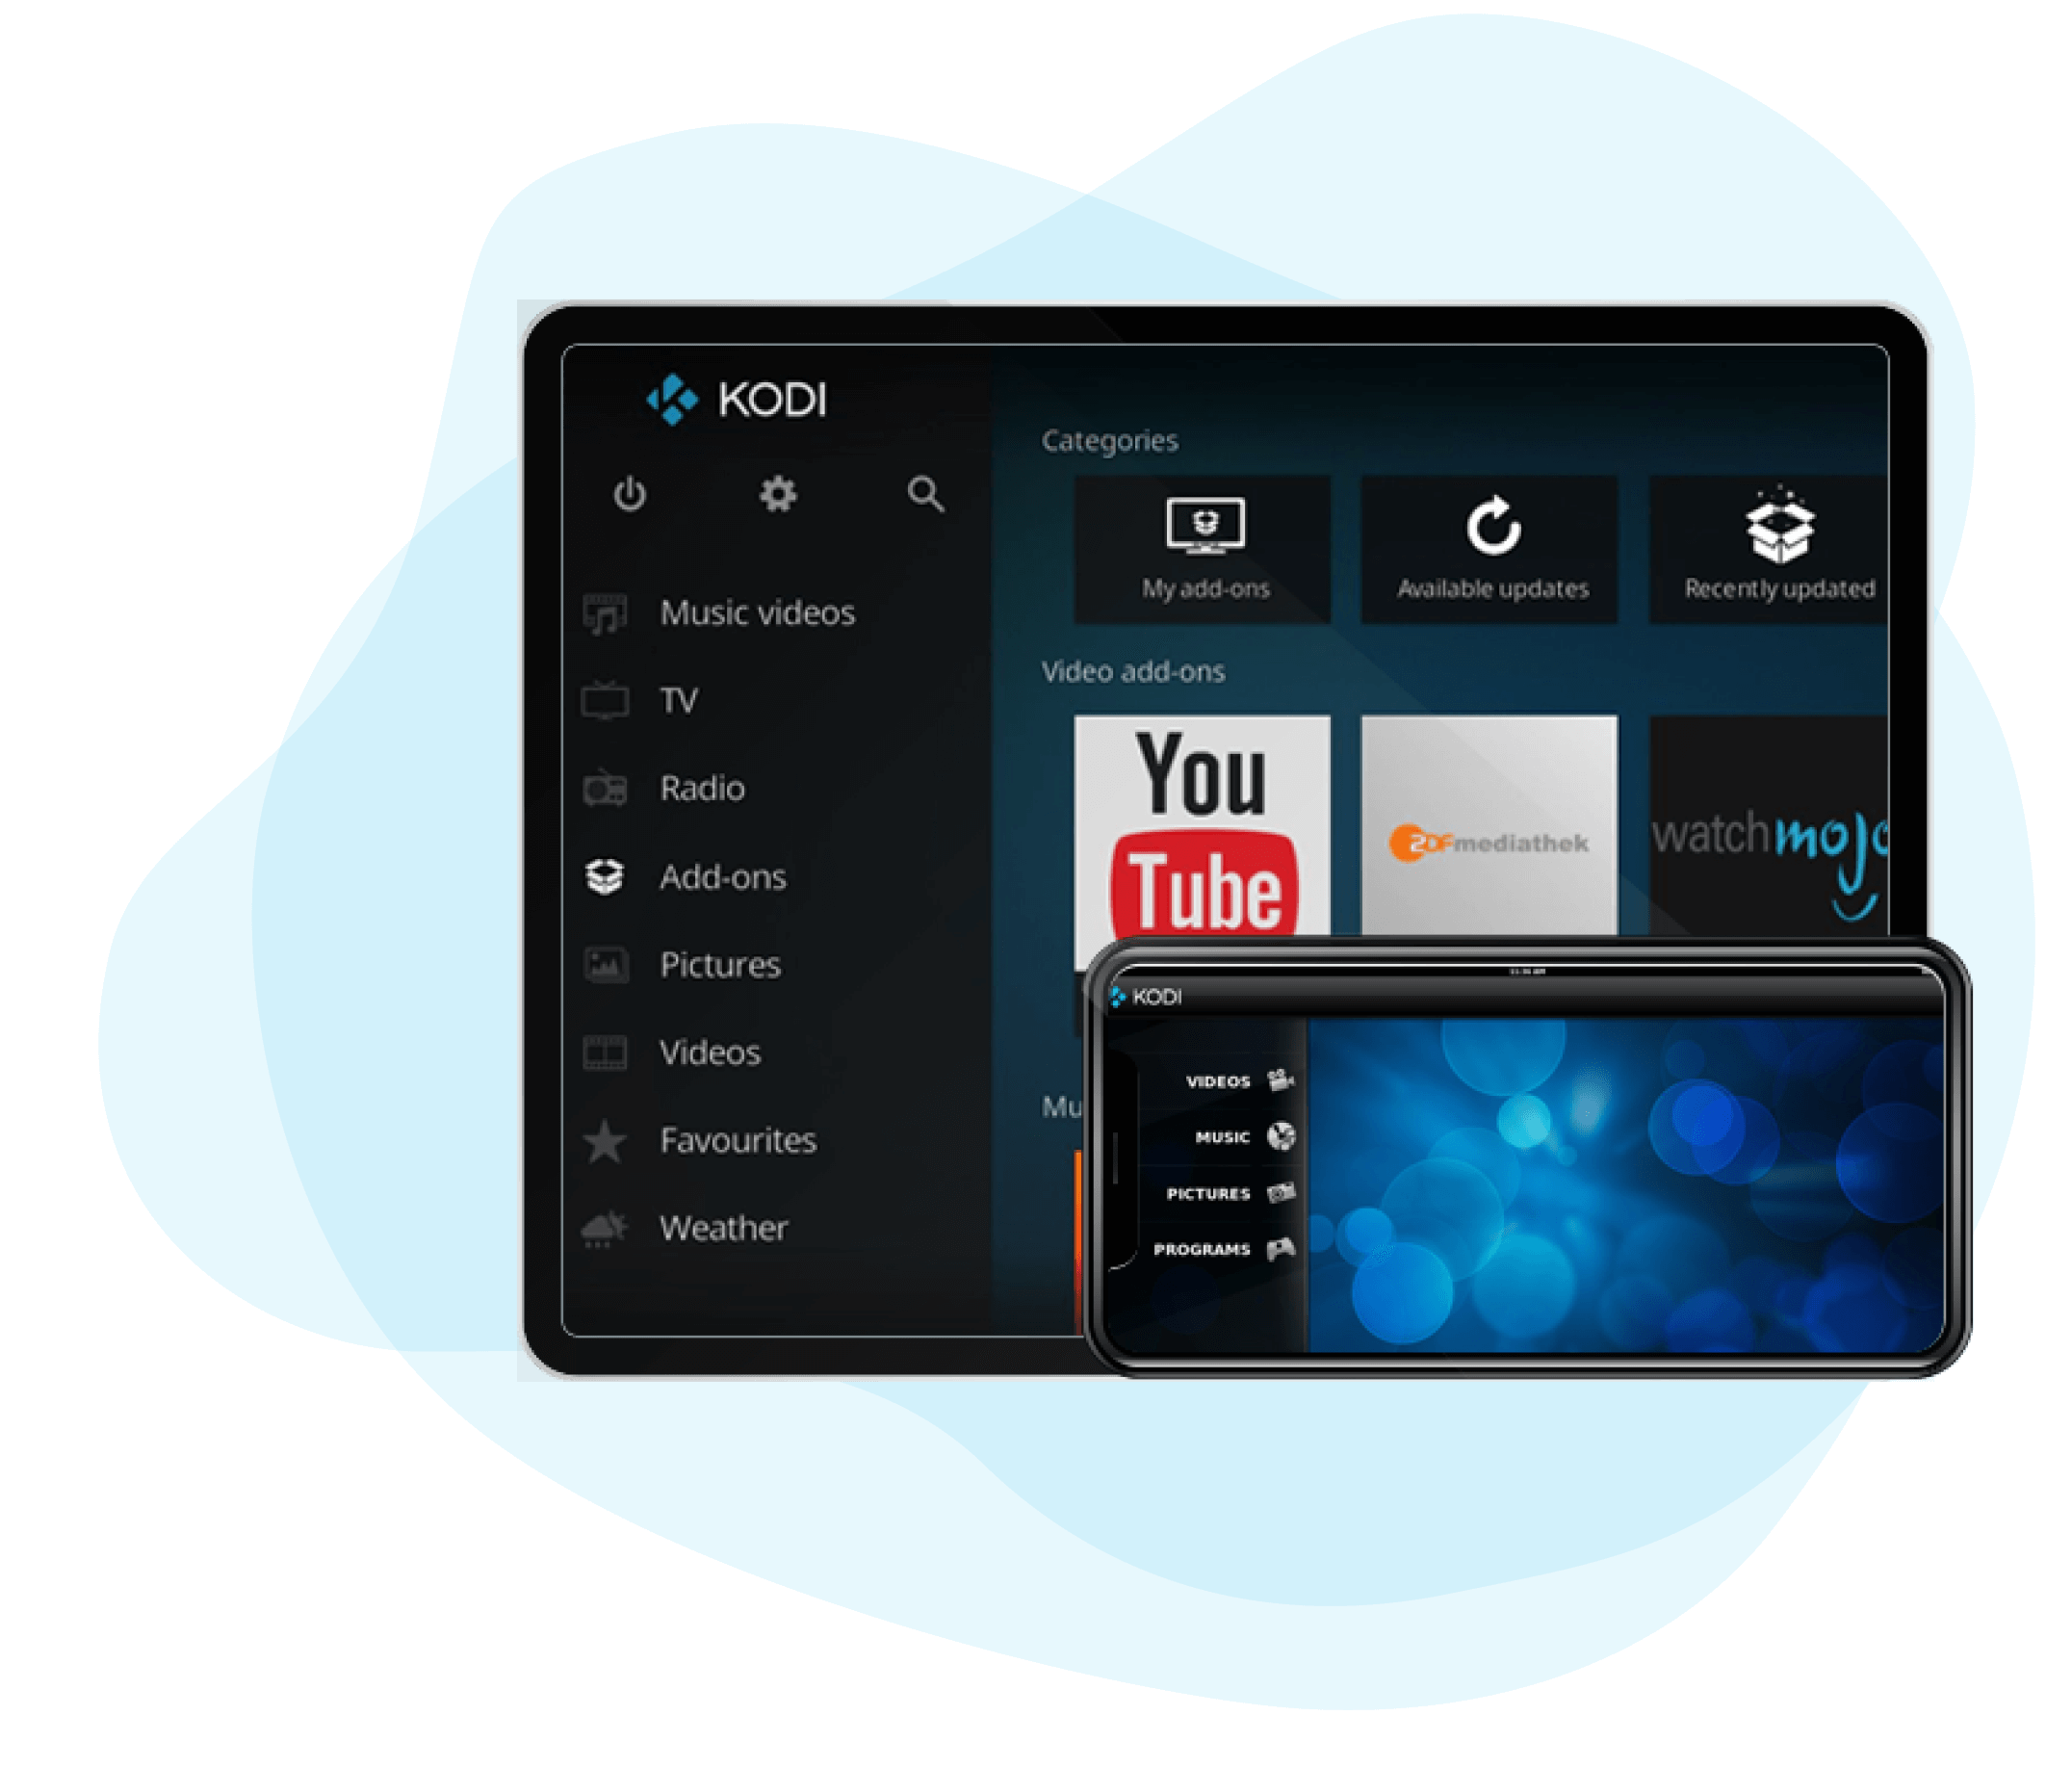 KODI
Music videos
TV
Radio
Add-ons
Pictures
Videos
Favourites
Weather
Categories
My add-ons
Available updates
Recently updated
Video add-ons
You
Tube
ZDFmediathek
watchmojo
Mu
KODI
VIDEOS
MUSIC
PICTURES
PROGRAMS